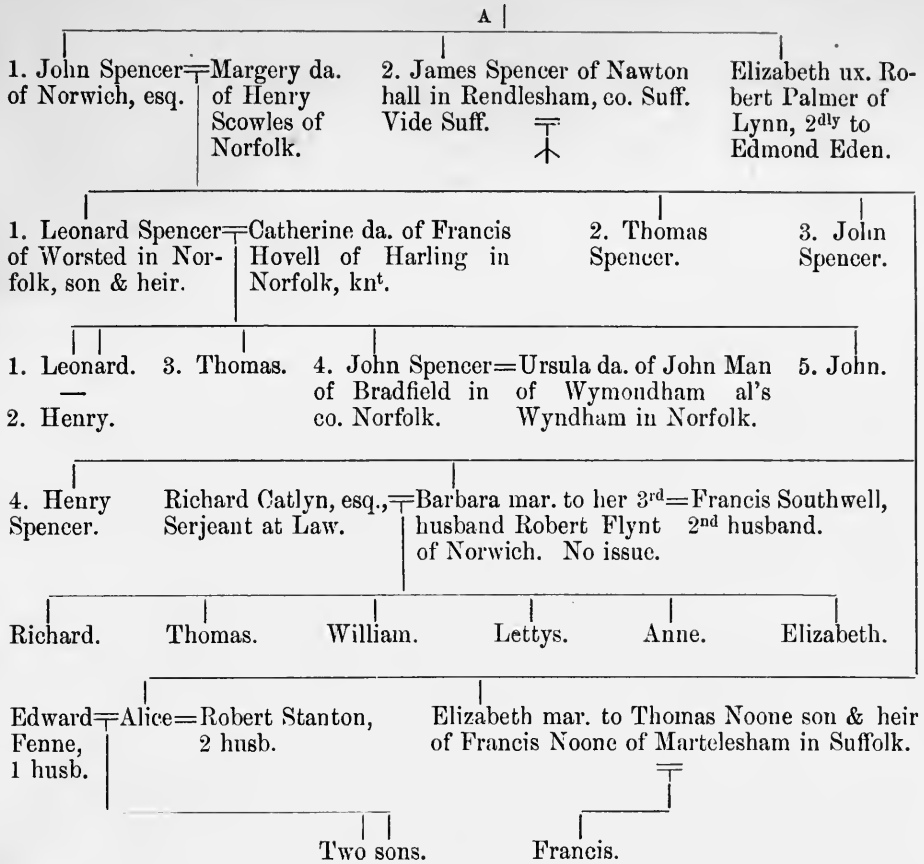 A
1. John Spencer=Margery da.
of Norwich, esq. of Henry
Scowles of
Norfolk.
2. James Spencer of Nawton
hall in Rendlesham, co. Suff.
Vide Suff.
Elizabeth ux. Ro-
bert Palmer of
Lynn, 2dly to
Edmond Eden.
1. Leonard Spencer=Catherine da. of Francis
of Worsted in Nor- Hovell of Harling in
folk, son & heir. Norfolk, knt.
2. Thomas
Spencer.
3. John
Spencer.
1. Leonard.
—
2. Henry.
3. Thomas.
4. John Spencer=Ursula da. of John Man
of Bradfield in of Wymondham al's
co. Norfolk. Wyndham in Norfolk.
5. John.
4. Henry
Spencer.
Richard Catlyn, esq.,=Barbara mar. to her 3rd=Francis Southwell,
Serjeant at Law. husband Robert Flynt 2nd husband.
of Norwich. No issue.
Richard. Thomas. William. Lettys. Anne. Elizabeth.
Edward=Alice=Robert Stanton,
Fenne, 2 husb.
1 husb.
Elizabeth mar. to Thomas Noone son & heir
of Francis Noone of Martelesham in Suffolk.
Two sons. Francis.